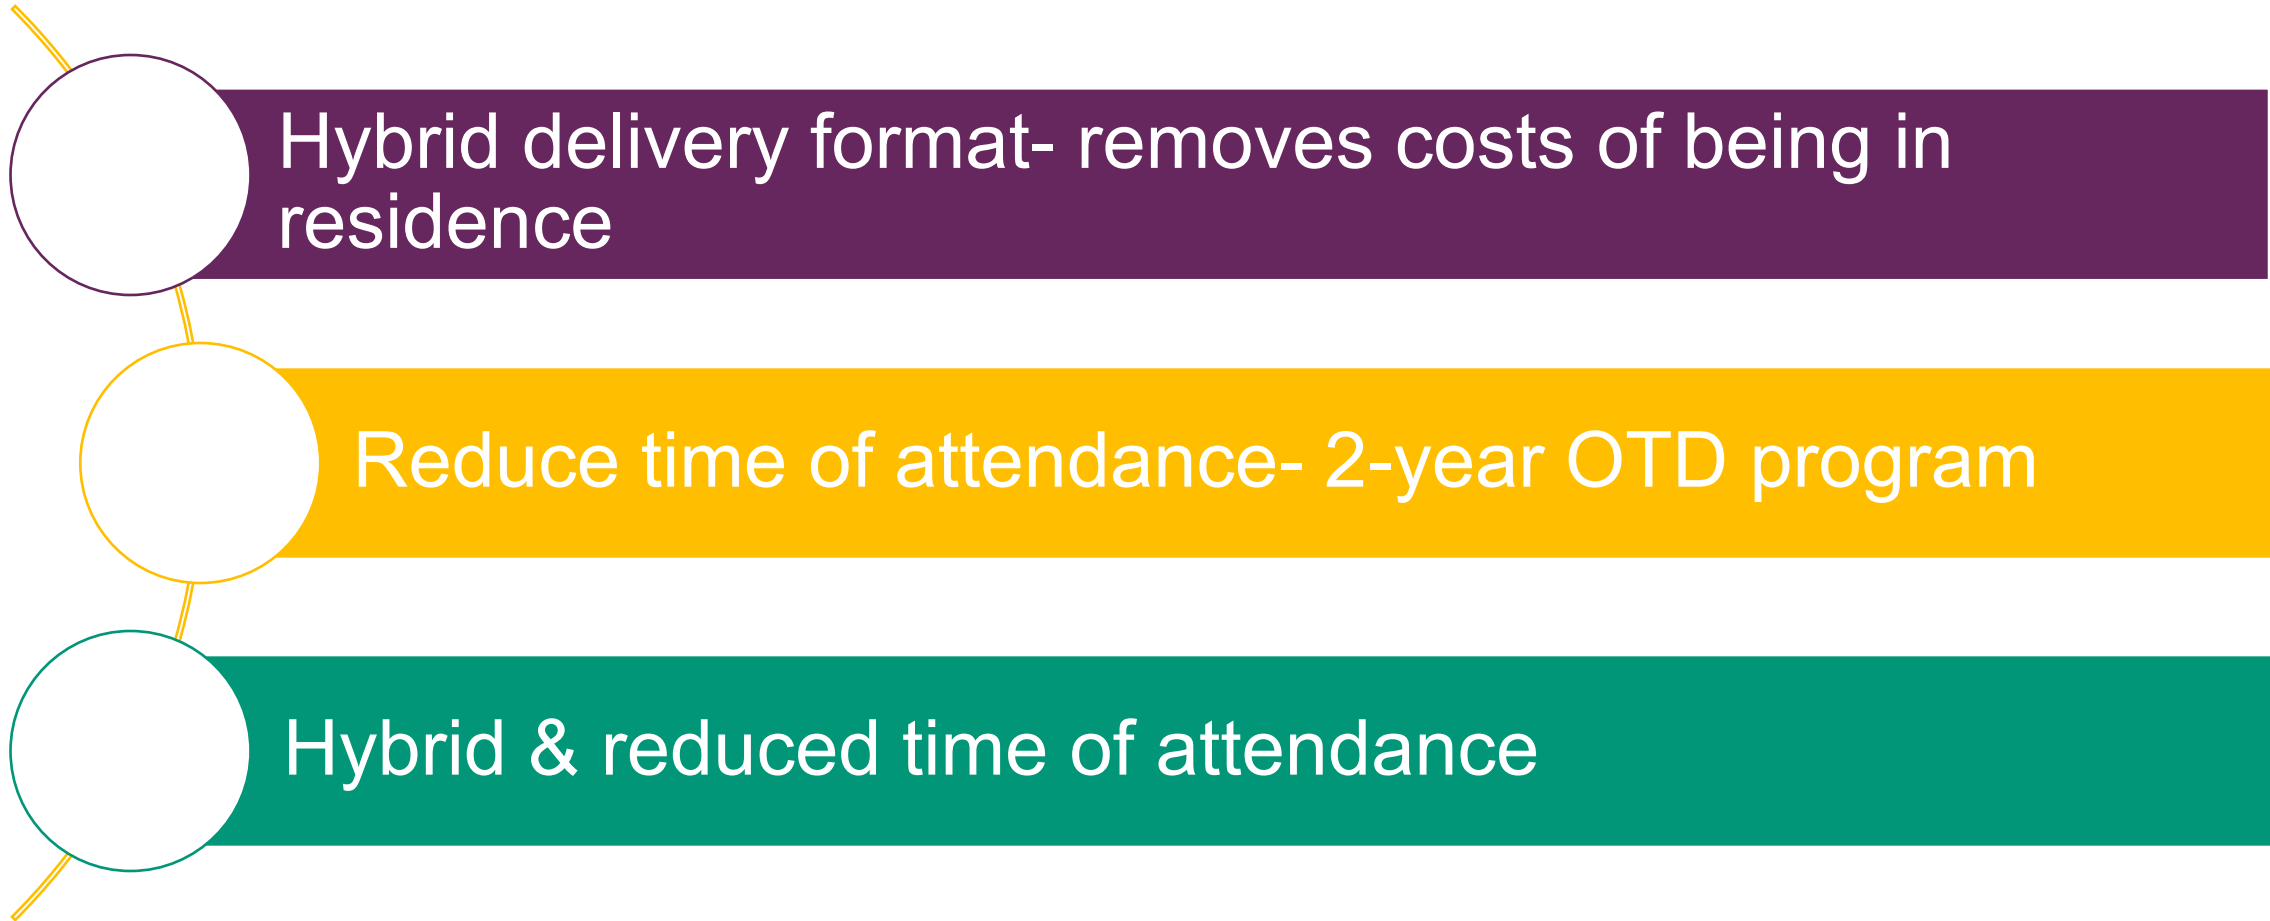 Hybrid delivery format- removes costs of being in
residence
Reduce time of attendance- 2-year OTD program
Hybrid & reduced time of attendance